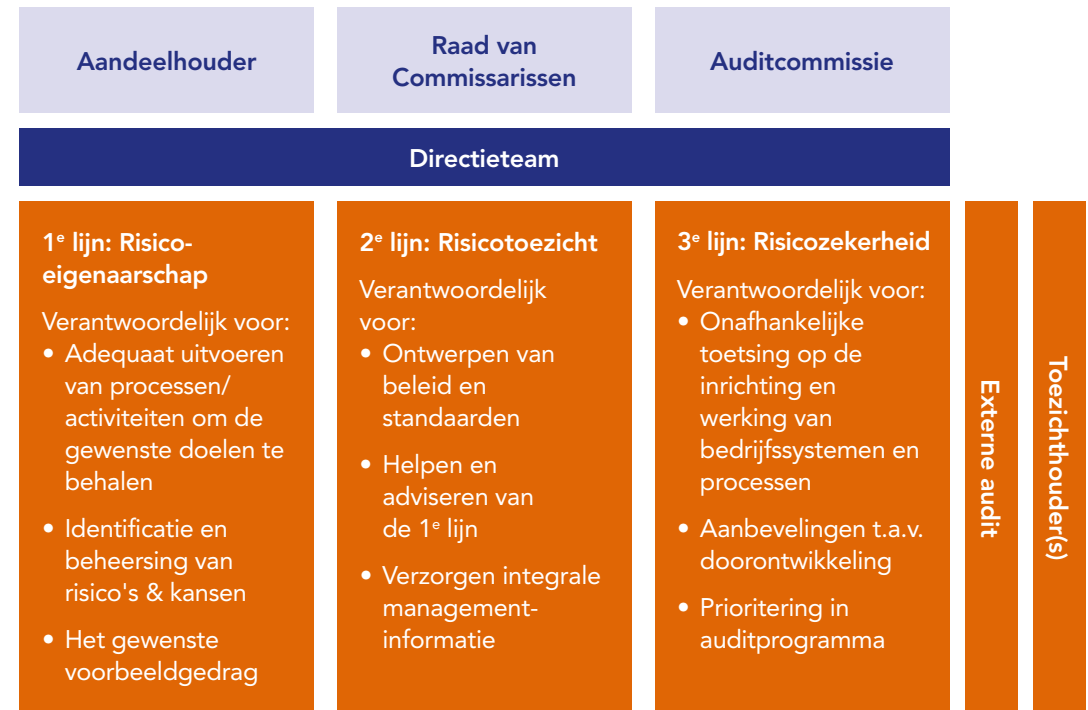 Aandeelhouder
Raad van
Commissarissen
Auditcommissie
Directieteam
1e lijn: Risico-
eigenaarschap
Verantwoordelijk voor:
• Adequaat uitvoeren
van processen/
activiteiten om de
gewenste doelen te
behalen
• Identificatie en
beheersing van
risico's & kansen
• Het gewenste
voorbeeldgedrag
2e lijn: Risicotoezicht
Verantwoordelijk
voor:
• Ontwerpen van
beleid en
standaarden
• Helpen en
adviseren van
de 1e lijn
• Verzorgen integrale
management-
informatie
3e lijn: Risicozekerheid
Verantwoordelijk voor:
• Onafhankelijke
toetsing op de
inrichting en
werking van
bedrijfssystemen en
processen
• Aanbevelingen t.a.v.
doorontwikkeling
• Prioritering in
auditprogramma
Externe audit
Toezichthouder(s)